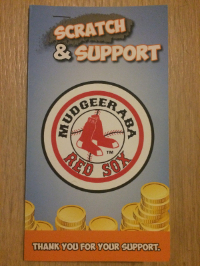 SCRATCH
& SUPPORT
MUDGEERABA
RED SOX
TM
THANK YOU FOR YOUR SUPPORT.